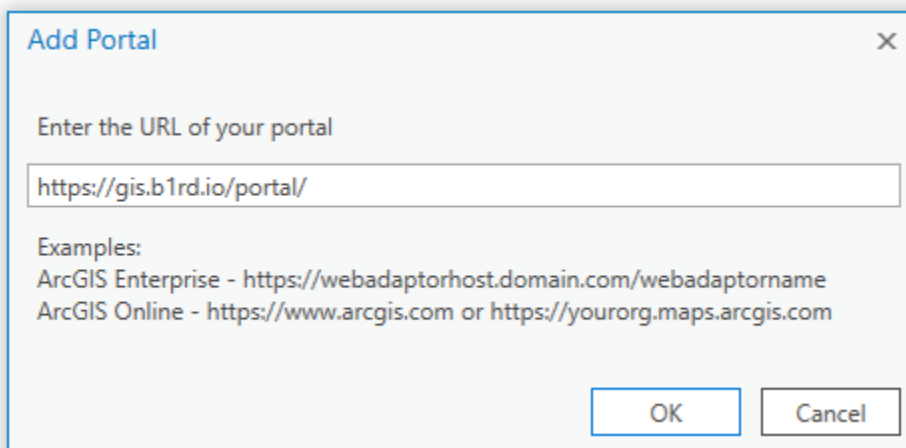 Add Portal
Enter the URL of your portal
https://gis.b1rd.io/portal/
Examples:
ArcGIS Enterprise - https://webadaptorhost.domain.com/webadaptorname
ArcGIS Online - https://www.arcgis.com or https://yourorg.maps.arcgis.com
OK Cancel